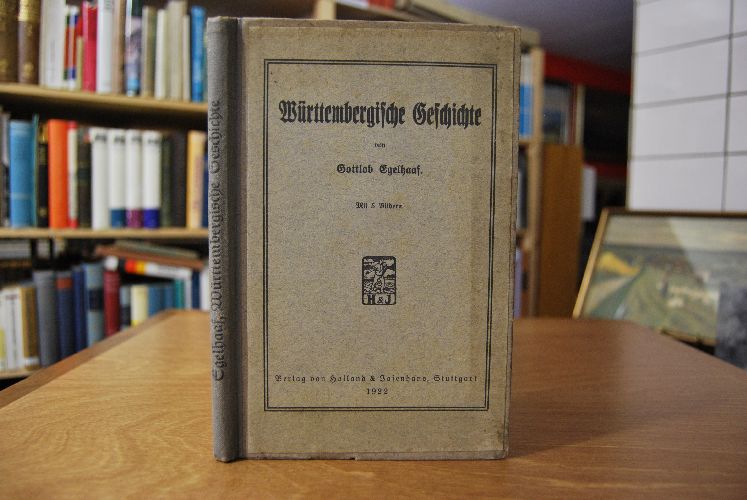 Württembergische Geschichte
von
Gottlob Egelhaaf.
Mit 5 Bildern
H & J
Verlag von Holland & Josenhans, Stuttgart
1922
Egelhaaf, Württembergische Geschichte